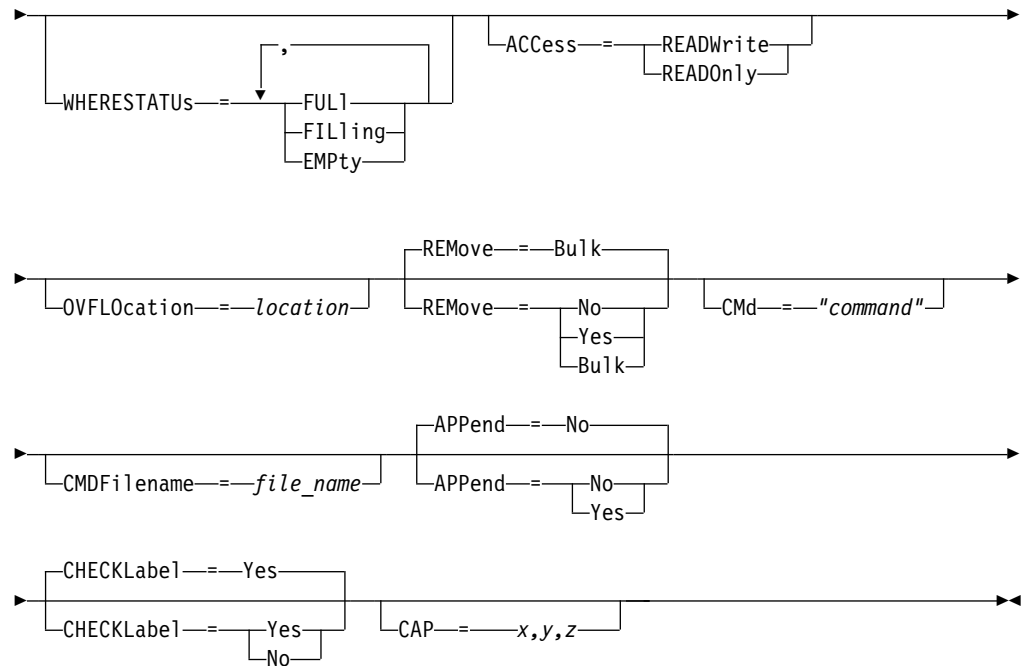 ,
ACCess = READWrite
READOnly
WHERESTATUs = FULl
FILling
EMPty
REMove = Bulk
OVFLOcation = location REMove = No CMd = "command"
Yes
Bulk
APPend = No
CMDFilename = file_name APPend = No
Yes
CHECKLabel = Yes
CHECKLabel = Yes CAP = x,y,z
No